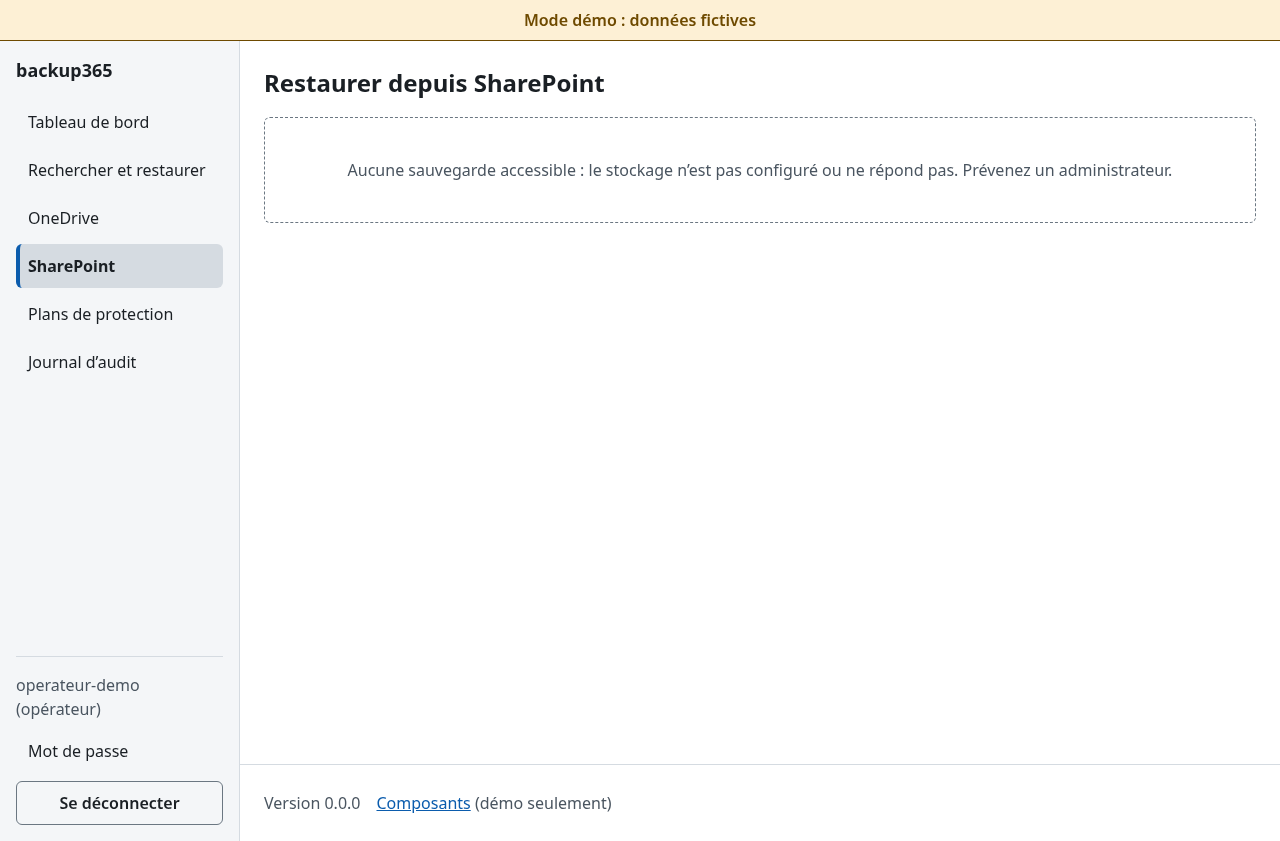 Mode démo : données fictives
backup365
Tableau de bord
Rechercher et restaurer
OneDrive
SharePoint
Plans de protection
Journal d’audit
operateur-demo
(opérateur)
Mot de passe
Se déconnecter
Restaurer depuis SharePoint
Aucune sauvegarde accessible : le stockage n’est pas configuré ou ne répond pas. Prévenez un administrateur.
Version 0.0.0 Composants (démo seulement)